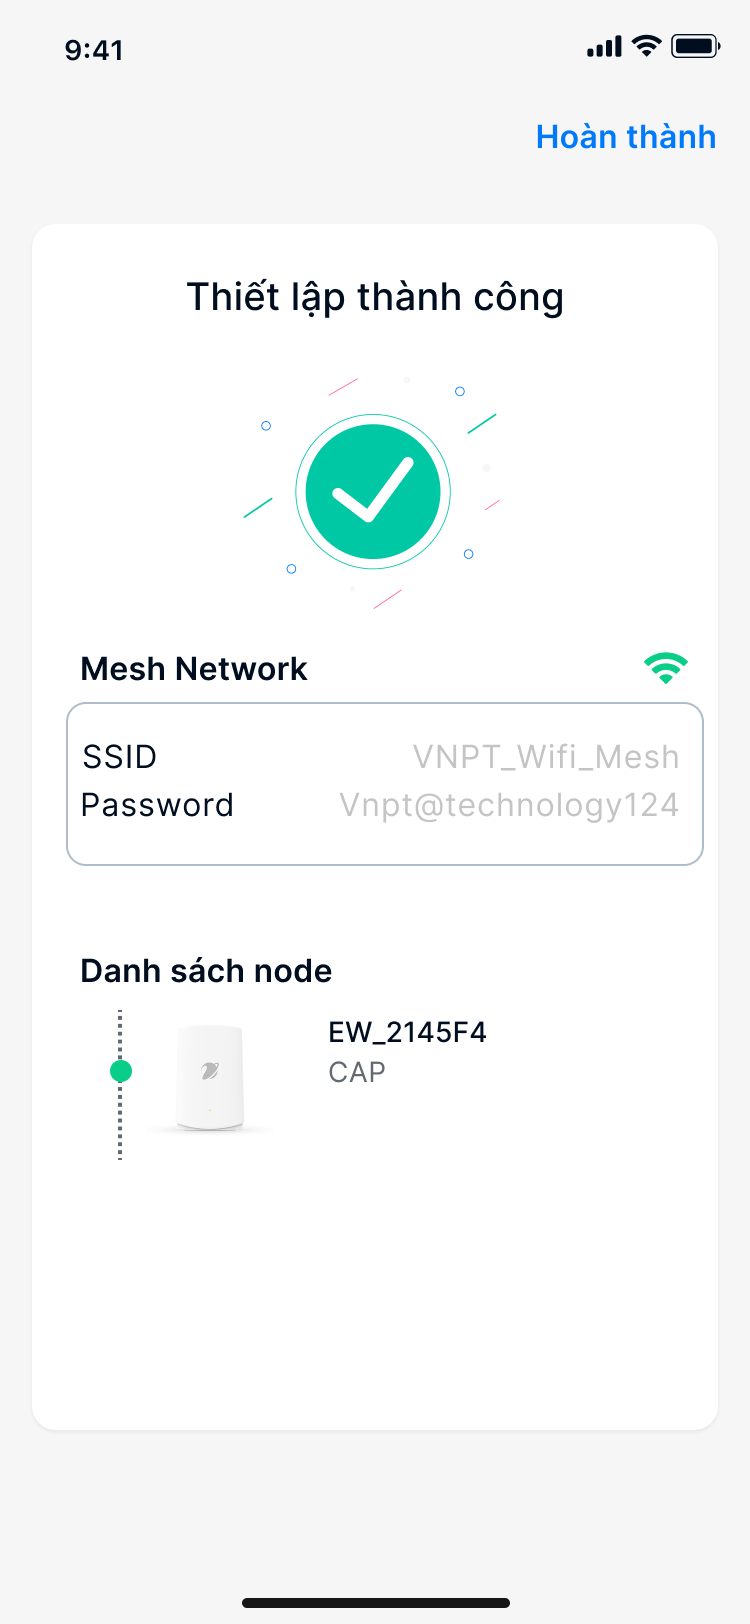 9:41
Hoàn thành
Thiết lập thành công
Mesh Network
SSID VNPT_Wifi_Mesh
Password Vnpt@technology124
Danh sách node
EW_2145F4
CAP